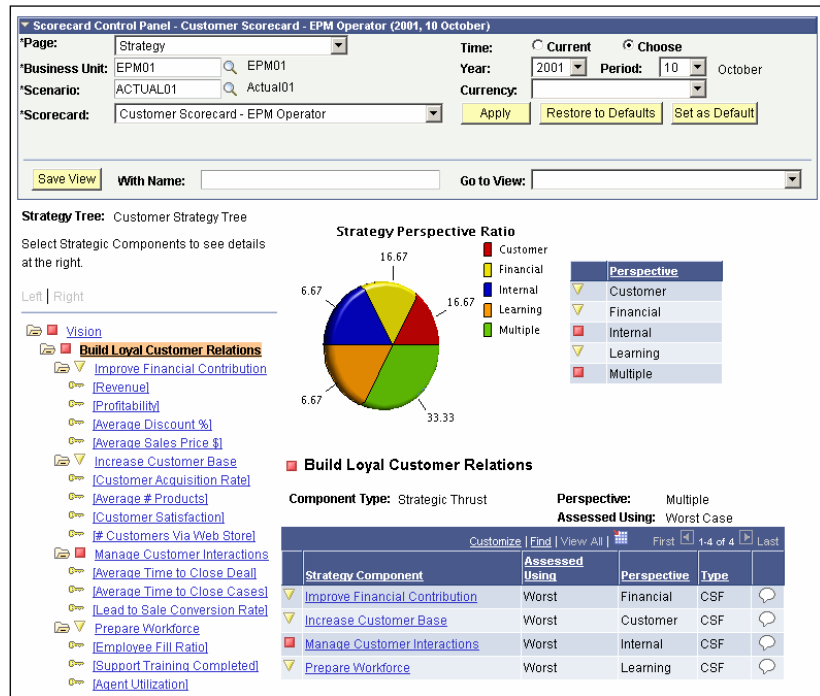 Scorecard Control Panel - Customer Scorecard - EPM Operator (2001, 10 October)
*Page: Strategy
Time: Current Choose
*Business Unit: EPM01 EPM01
Year: 2001 Period: 10 October
*Scenario: ACTUAL01 Actual01
Currency:
*Scorecard: Customer Scorecard - EPM Operator
Apply Restore to Defaults Set as Default
Save View With Name: Go to View:
Strategy Tree: Customer Strategy Tree
Select Strategic Components to see details
at the right.
Left | Right
Vision
Build Loyal Customer Relations
Improve Financial Contribution
[Revenue]
[Profitability]
[Average Discount %]
[Average Sales Price $]
Increase Customer Base
[Customer Acquisition Rate]
[Average # Products]
[Customer Satisfaction]
[# Customers Via Web Store]
Manage Customer Interactions
[Average Time to Close Deal]
[Average Time to Close Cases]
[Lead to Sale Conversion Rate]
Prepare Workforce
[Employee Fill Ratio]
[Support Training Completed]
[Agent Utilization]
Strategy Perspective Ratio
16.67
6.67
16.67
6.67
33.33
Customer
Financial
Internal
Learning
Multiple
Perspective
Customer
Financial
Internal
Learning
Multiple
Build Loyal Customer Relations
Component Type: Strategic Thrust Perspective: Multiple
Assessed Using: Worst Case
Customize | Find | View All | First 1-4 of 4 Last
Strategy Component Assessed Using Perspective Type
Improve Financial Contribution Worst Financial CSF
Increase Customer Base Worst Customer CSF
Manage Customer Interactions Worst Internal CSF
Prepare Workforce Worst Learning CSF